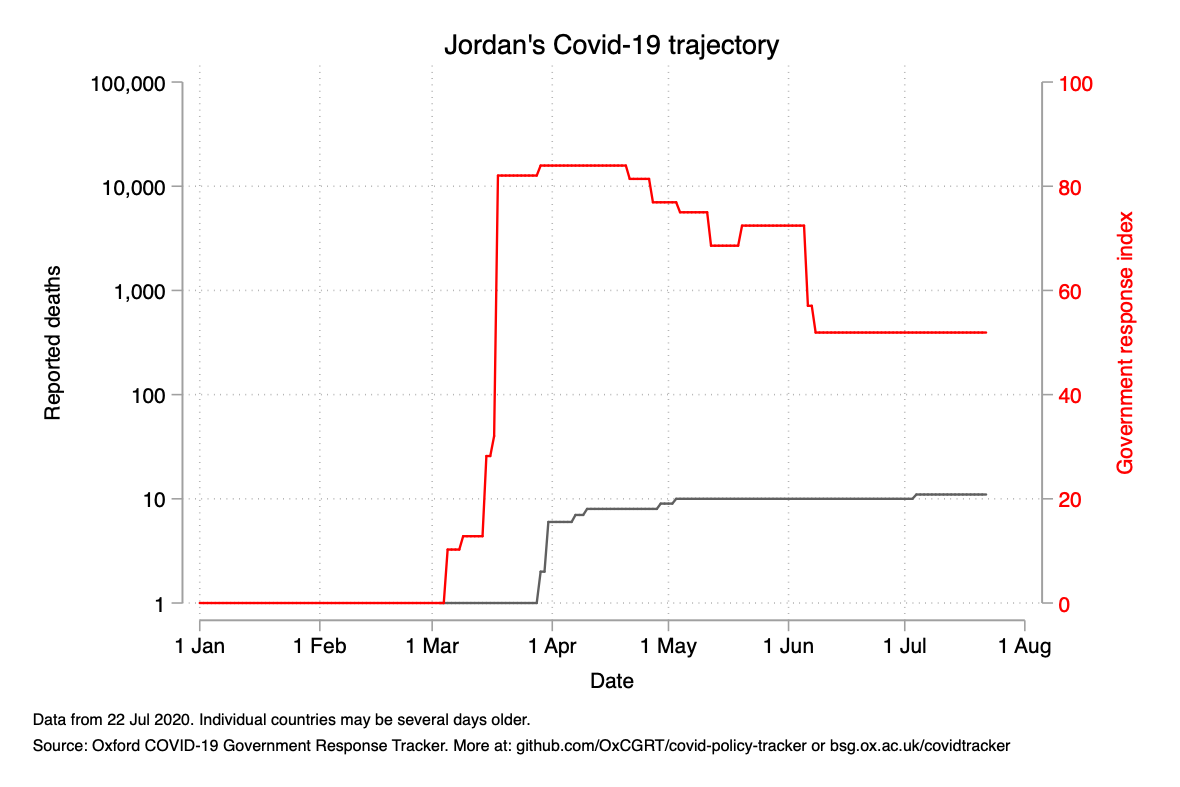 Jordan's Covid-19 trajectory
100,000
10,000
1,000
100
10
1
Reported deaths
100
80
60
40
20
0
Government response index
1 Jan
1 Feb
1 Mar
1 Apr
1 May
1 Jun
1 Jul
1 Aug
Date
Data from 22 Jul 2020. Individual countries may be several days older.
Source: Oxford COVID-19 Government Response Tracker. More at: github.com/OxCGRT/covid-policy-tracker or bsg.ox.ac.uk/covidtracker